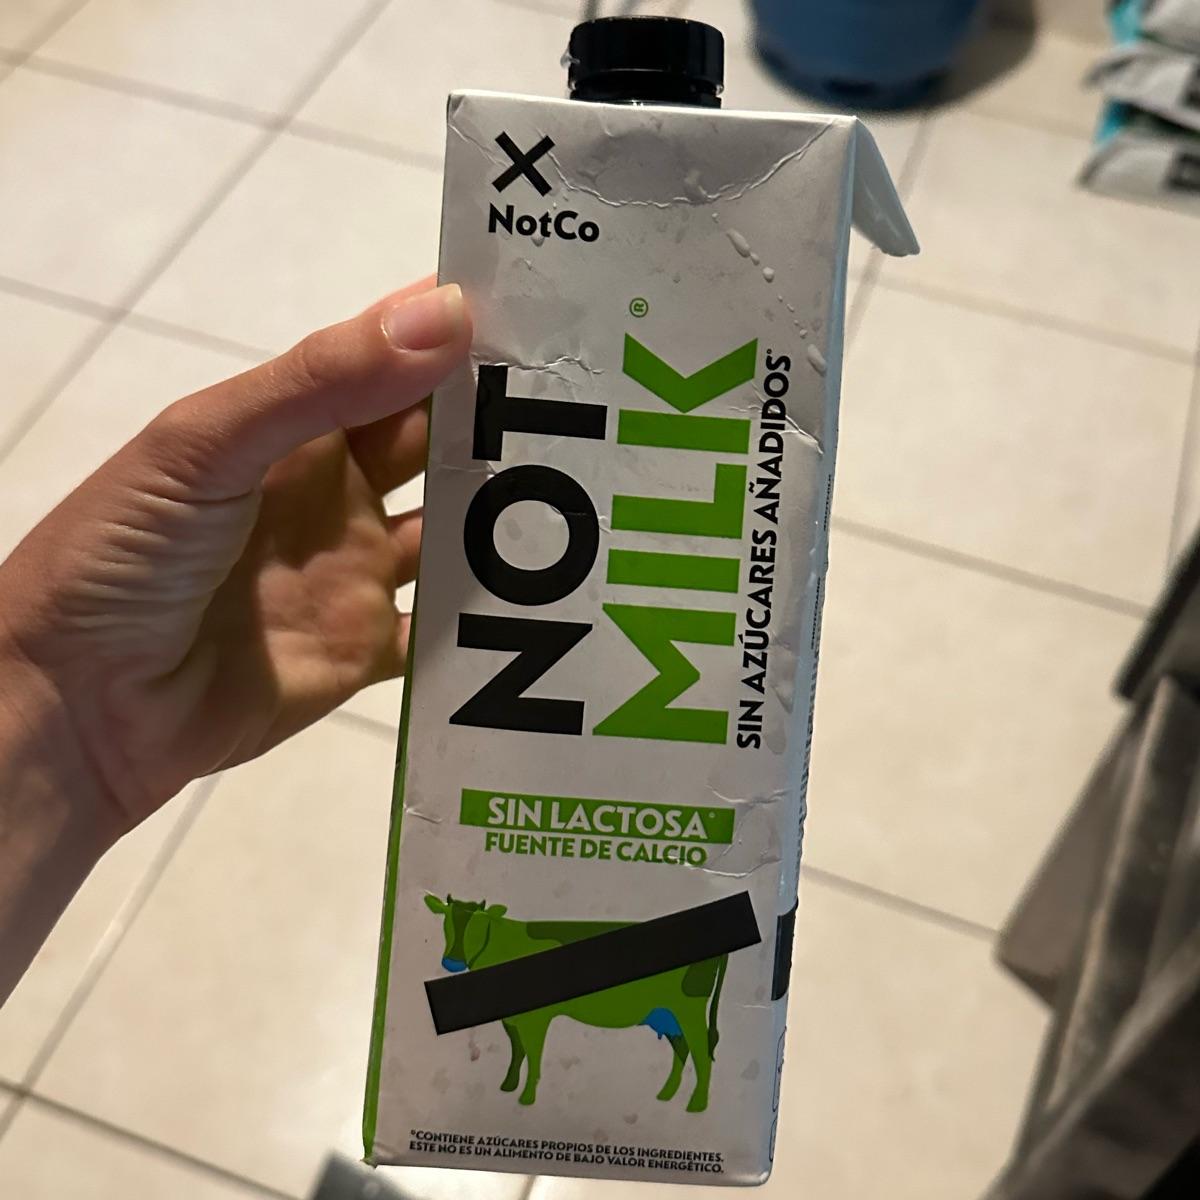 NotCo
NOT
MILK®
SIN AZÚCARES AÑADIDOS°
SIN LACTOSA°
FUENTE DE CALCIO
°CONTIENE AZÚCARES PROPIOS DE LOS INGREDIENTES.
ESTE NO ES UN ALIMENTO DE BAJO VALOR ENERGÉTICO.